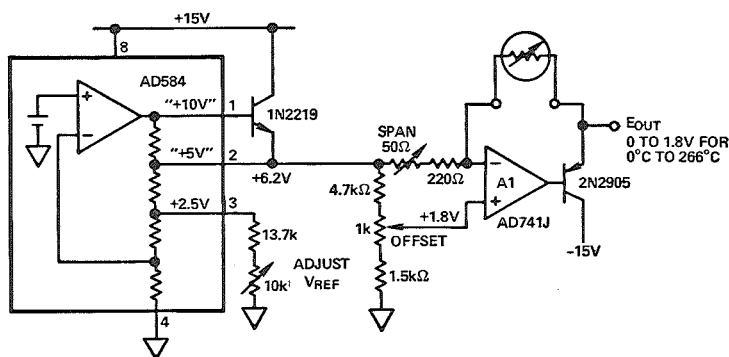 +15V
8
AD584
+
−
"+10V"
1
1N2219
"+5V"
2
+6.2V
+2.5V
3
13.7k
10k
ADJUST
VREF
4
SPAN
50Ω
220Ω
4.7kΩ
1k
OFFSET
+1.8V
1.5kΩ
−
A1
+
AD741J
2N2905
−15V
EOUT
0 TO 1.8V FOR
0°C TO 266°C